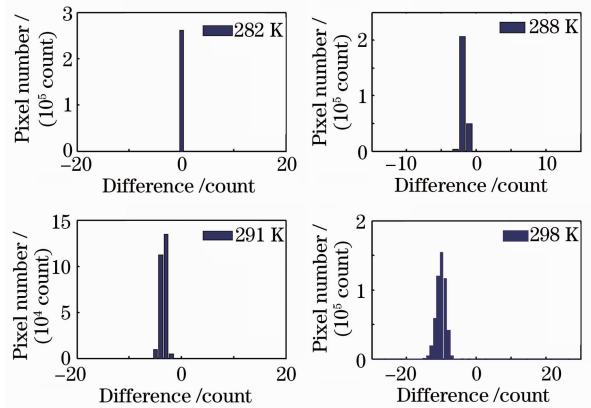 Pixel number /
(10⁵ count)
3
2
1
0
282 K
−20 0 20
Difference /count
Pixel number /
(10⁵ count)
2
1
0
288 K
−10 0 10
Difference /count
Pixel number /
(10⁴ count)
15
10
5
0
291 K
−20 0 20
Difference /count
Pixel number /
(10⁵ count)
2
1
0
298 K
−20 0 20
Difference /count